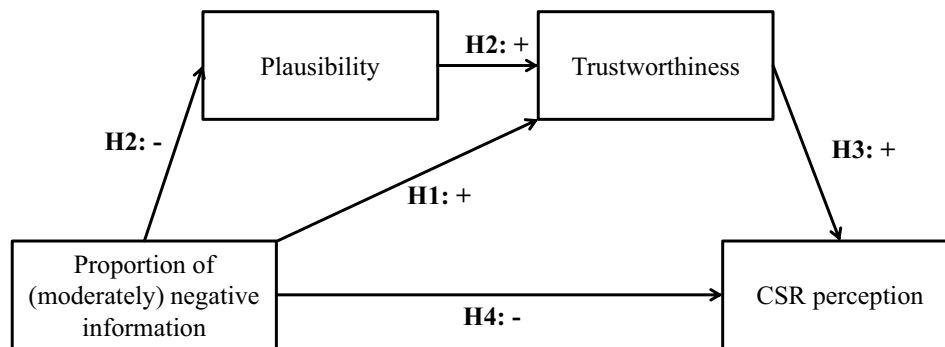 H2: +
Plausibility
Trustworthiness
H2: -
H3: +
H1: +
Proportion of
(moderately) negative
information
CSR perception
H4: -